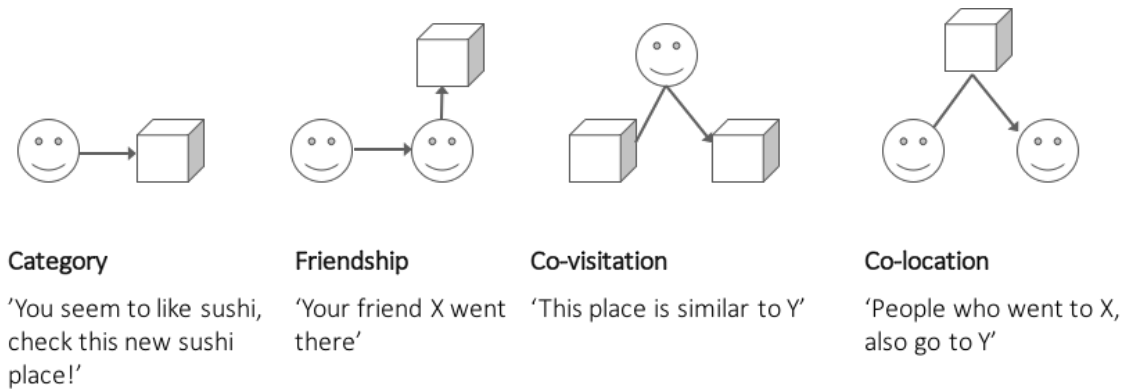 Category
’You seem to like sushi,
check this new sushi
place!’
Friendship
‘Your friend X went
there’
Co-visitation
‘This place is similar to Y’
Co-location
‘People who went to X,
also go to Y’